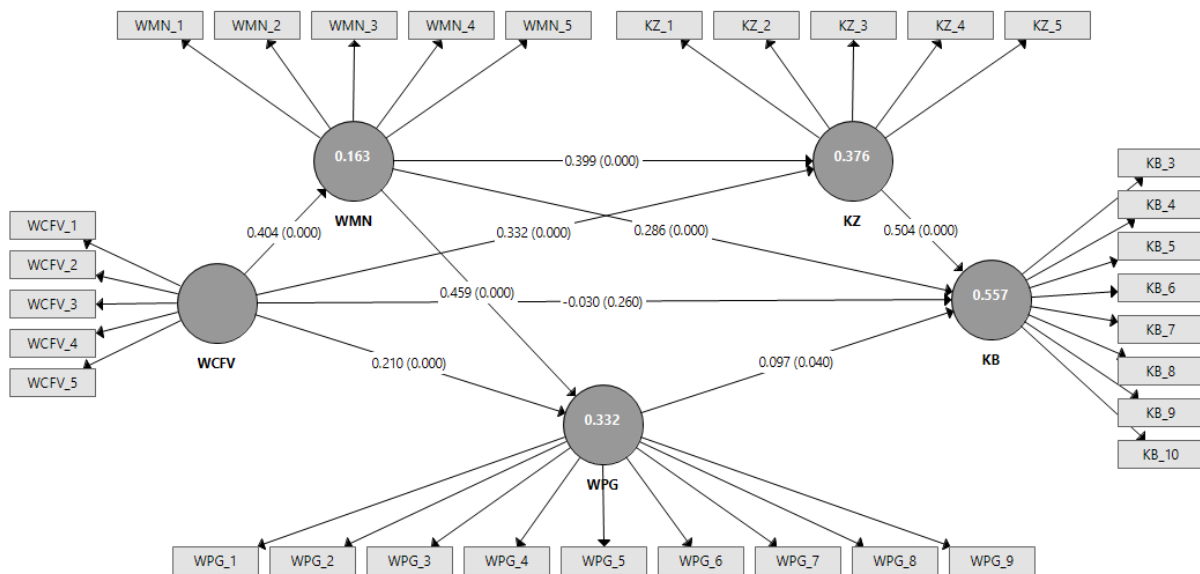 WMN_1 WMN_2 WMN_3 WMN_4 WMN_5 KZ_1 KZ_2 KZ_3 KZ_4 KZ_5
0.163 0.399 (0.000) 0.376 KB_3
WMN KZ KB_4
WCFV_1 0.404 (0.000) 0.332 (0.000) 0.286 (0.000) 0.504 (0.000) KB_5
WCFV_2 KB_6
WCFV_3 0.459 (0.000) -0.030 (0.260) 0.557 KB_7
WCFV_4 WCFV 0.210 (0.000) 0.097 (0.040) KB KB_8
WCFV_5 KB_9
0.332 KB_10
WPG
WPG_1 WPG_2 WPG_3 WPG_4 WPG_5 WPG_6 WPG_7 WPG_8 WPG_9